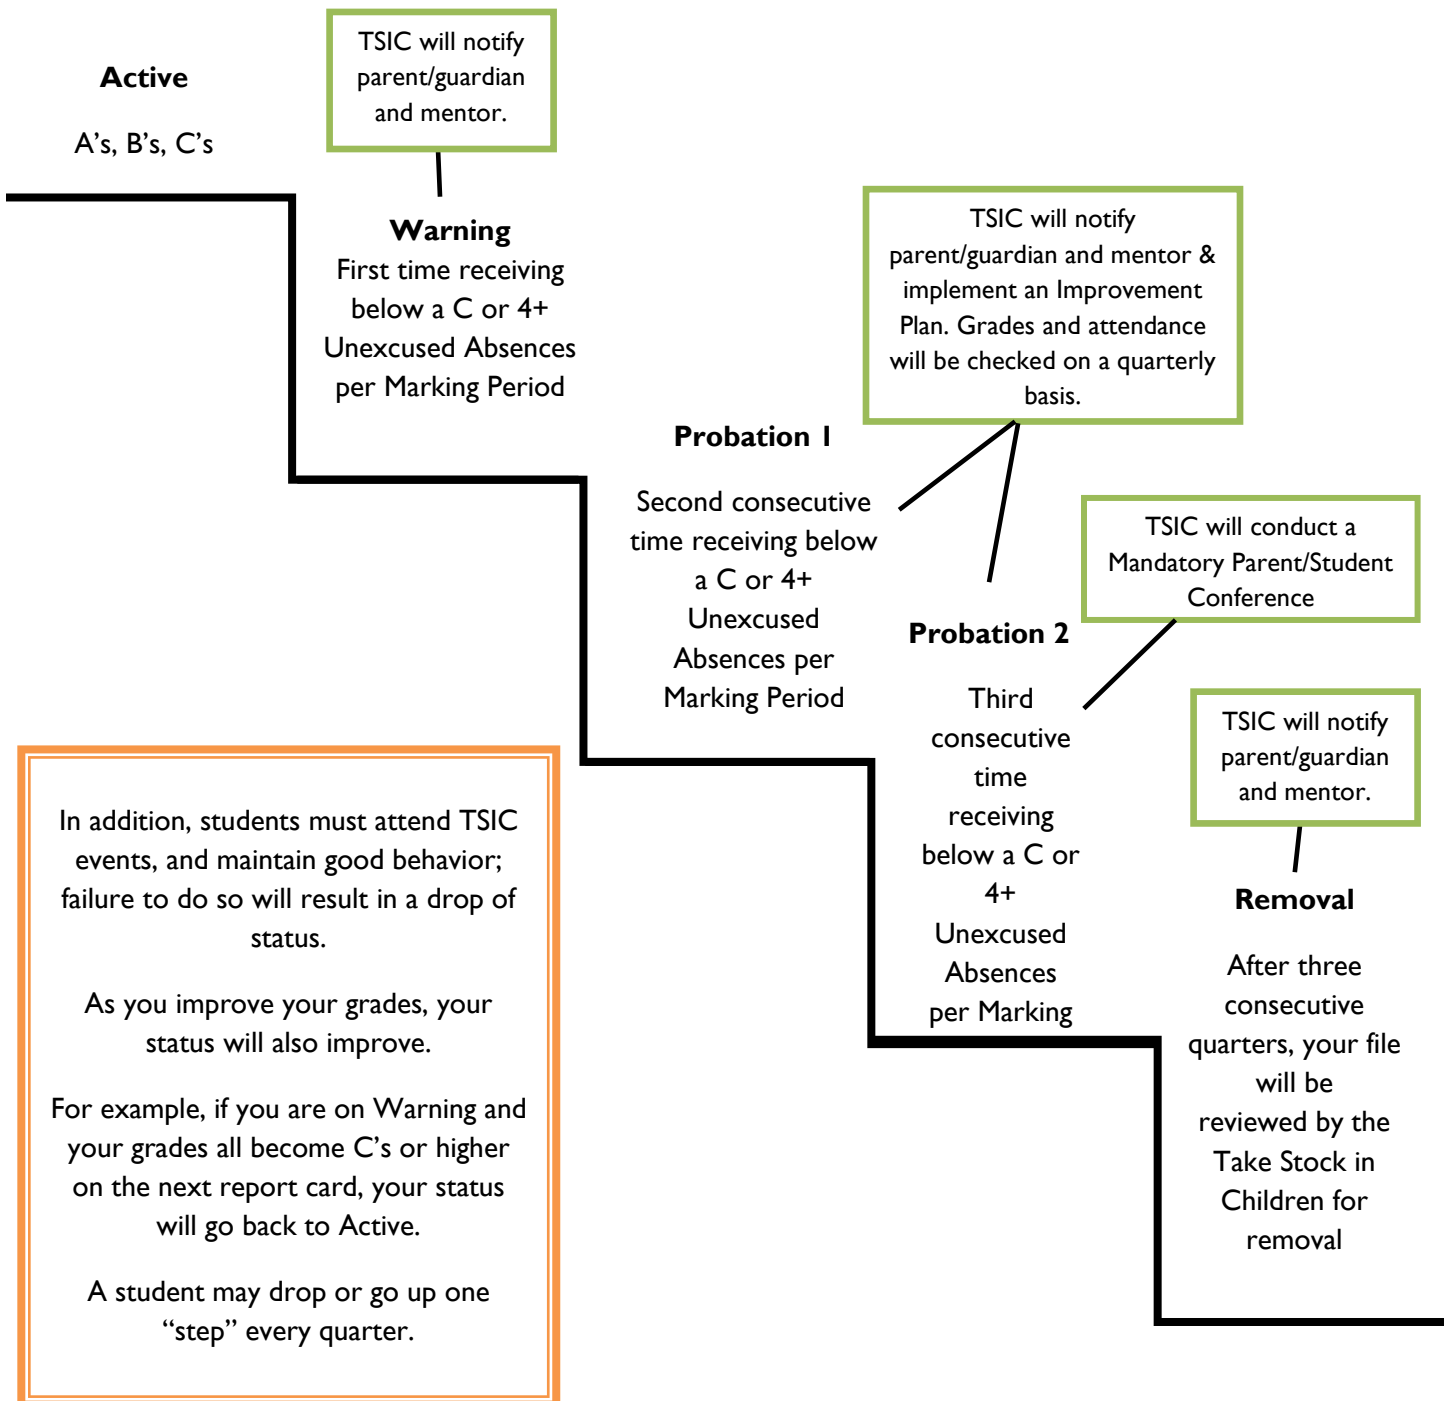 Active
A's, B's, C's
TSIC will notify
parent/guardian
and mentor.
Warning
First time receiving
below a C or 4+
Unexcused Absences
per Marking Period
TSIC will notify
parent/guardian and mentor &
implement an Improvement
Plan. Grades and attendance
will be checked on a quarterly
basis.
Probation 1
Second consecutive
time receiving below
a C or 4+
Unexcused
Absences per
Marking Period
TSIC will conduct a
Mandatory Parent/Student
Conference
Probation 2
Third
consecutive
time
receiving
below a C or
4+
Unexcused
Absences
per Marking
TSIC will notify
parent/guardian
and mentor.
Removal
After three
consecutive
quarters, your file
will be
reviewed by the
Take Stock in
Children for
removal
In addition, students must attend TSIC
events, and maintain good behavior;
failure to do so will result in a drop of
status.
As you improve your grades, your
status will also improve.
For example, if you are on Warning and
your grades all become C's or higher
on the next report card, your status
will go back to Active.
A student may drop or go up one
“step” every quarter.